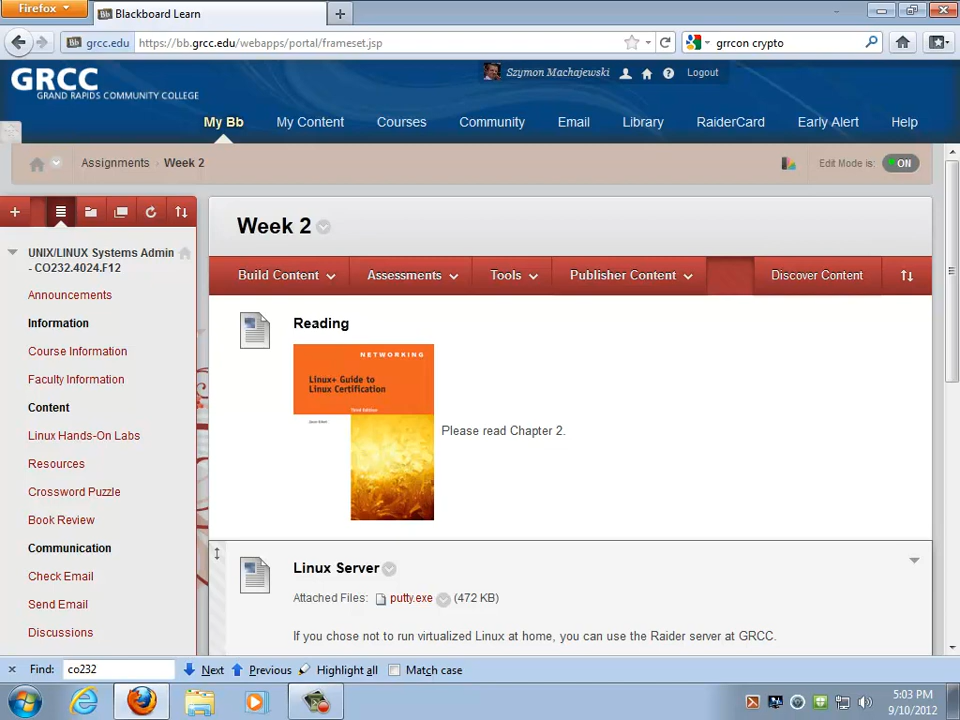 Firefox
Blackboard Learn
grcc.edu
https://bb.grcc.edu/webapps/portal/frameset.jsp
grrcon crypto
GRCC
GRAND RAPIDS COMMUNITY COLLEGE
Szymon Machajewski
Logout
My Bb
My Content
Courses
Community
Email
Library
RaiderCard
Early Alert
Help
Assignments
Week 2
Edit Mode is:
ON
UNIX/LINUX Systems Admin
- CO232.4024.F12
Announcements
Information
Course Information
Faculty Information
Content
Linux Hands-On Labs
Resources
Crossword Puzzle
Book Review
Communication
Check Email
Send Email
Discussions
Week 2
Build Content
Assessments
Tools
Publisher Content
Discover Content
Reading
NETWORKING
Linux+ Guide to
Linux Certification
Third Edition
Please read Chapter 2.
Linux Server
Attached Files: putty.exe (472 KB)
If you chose not to run virtualized Linux at home, you can use the Raider server at GRCC.
Find: co232
Next
Previous
Highlight all
Match case
5:03 PM
9/10/2012